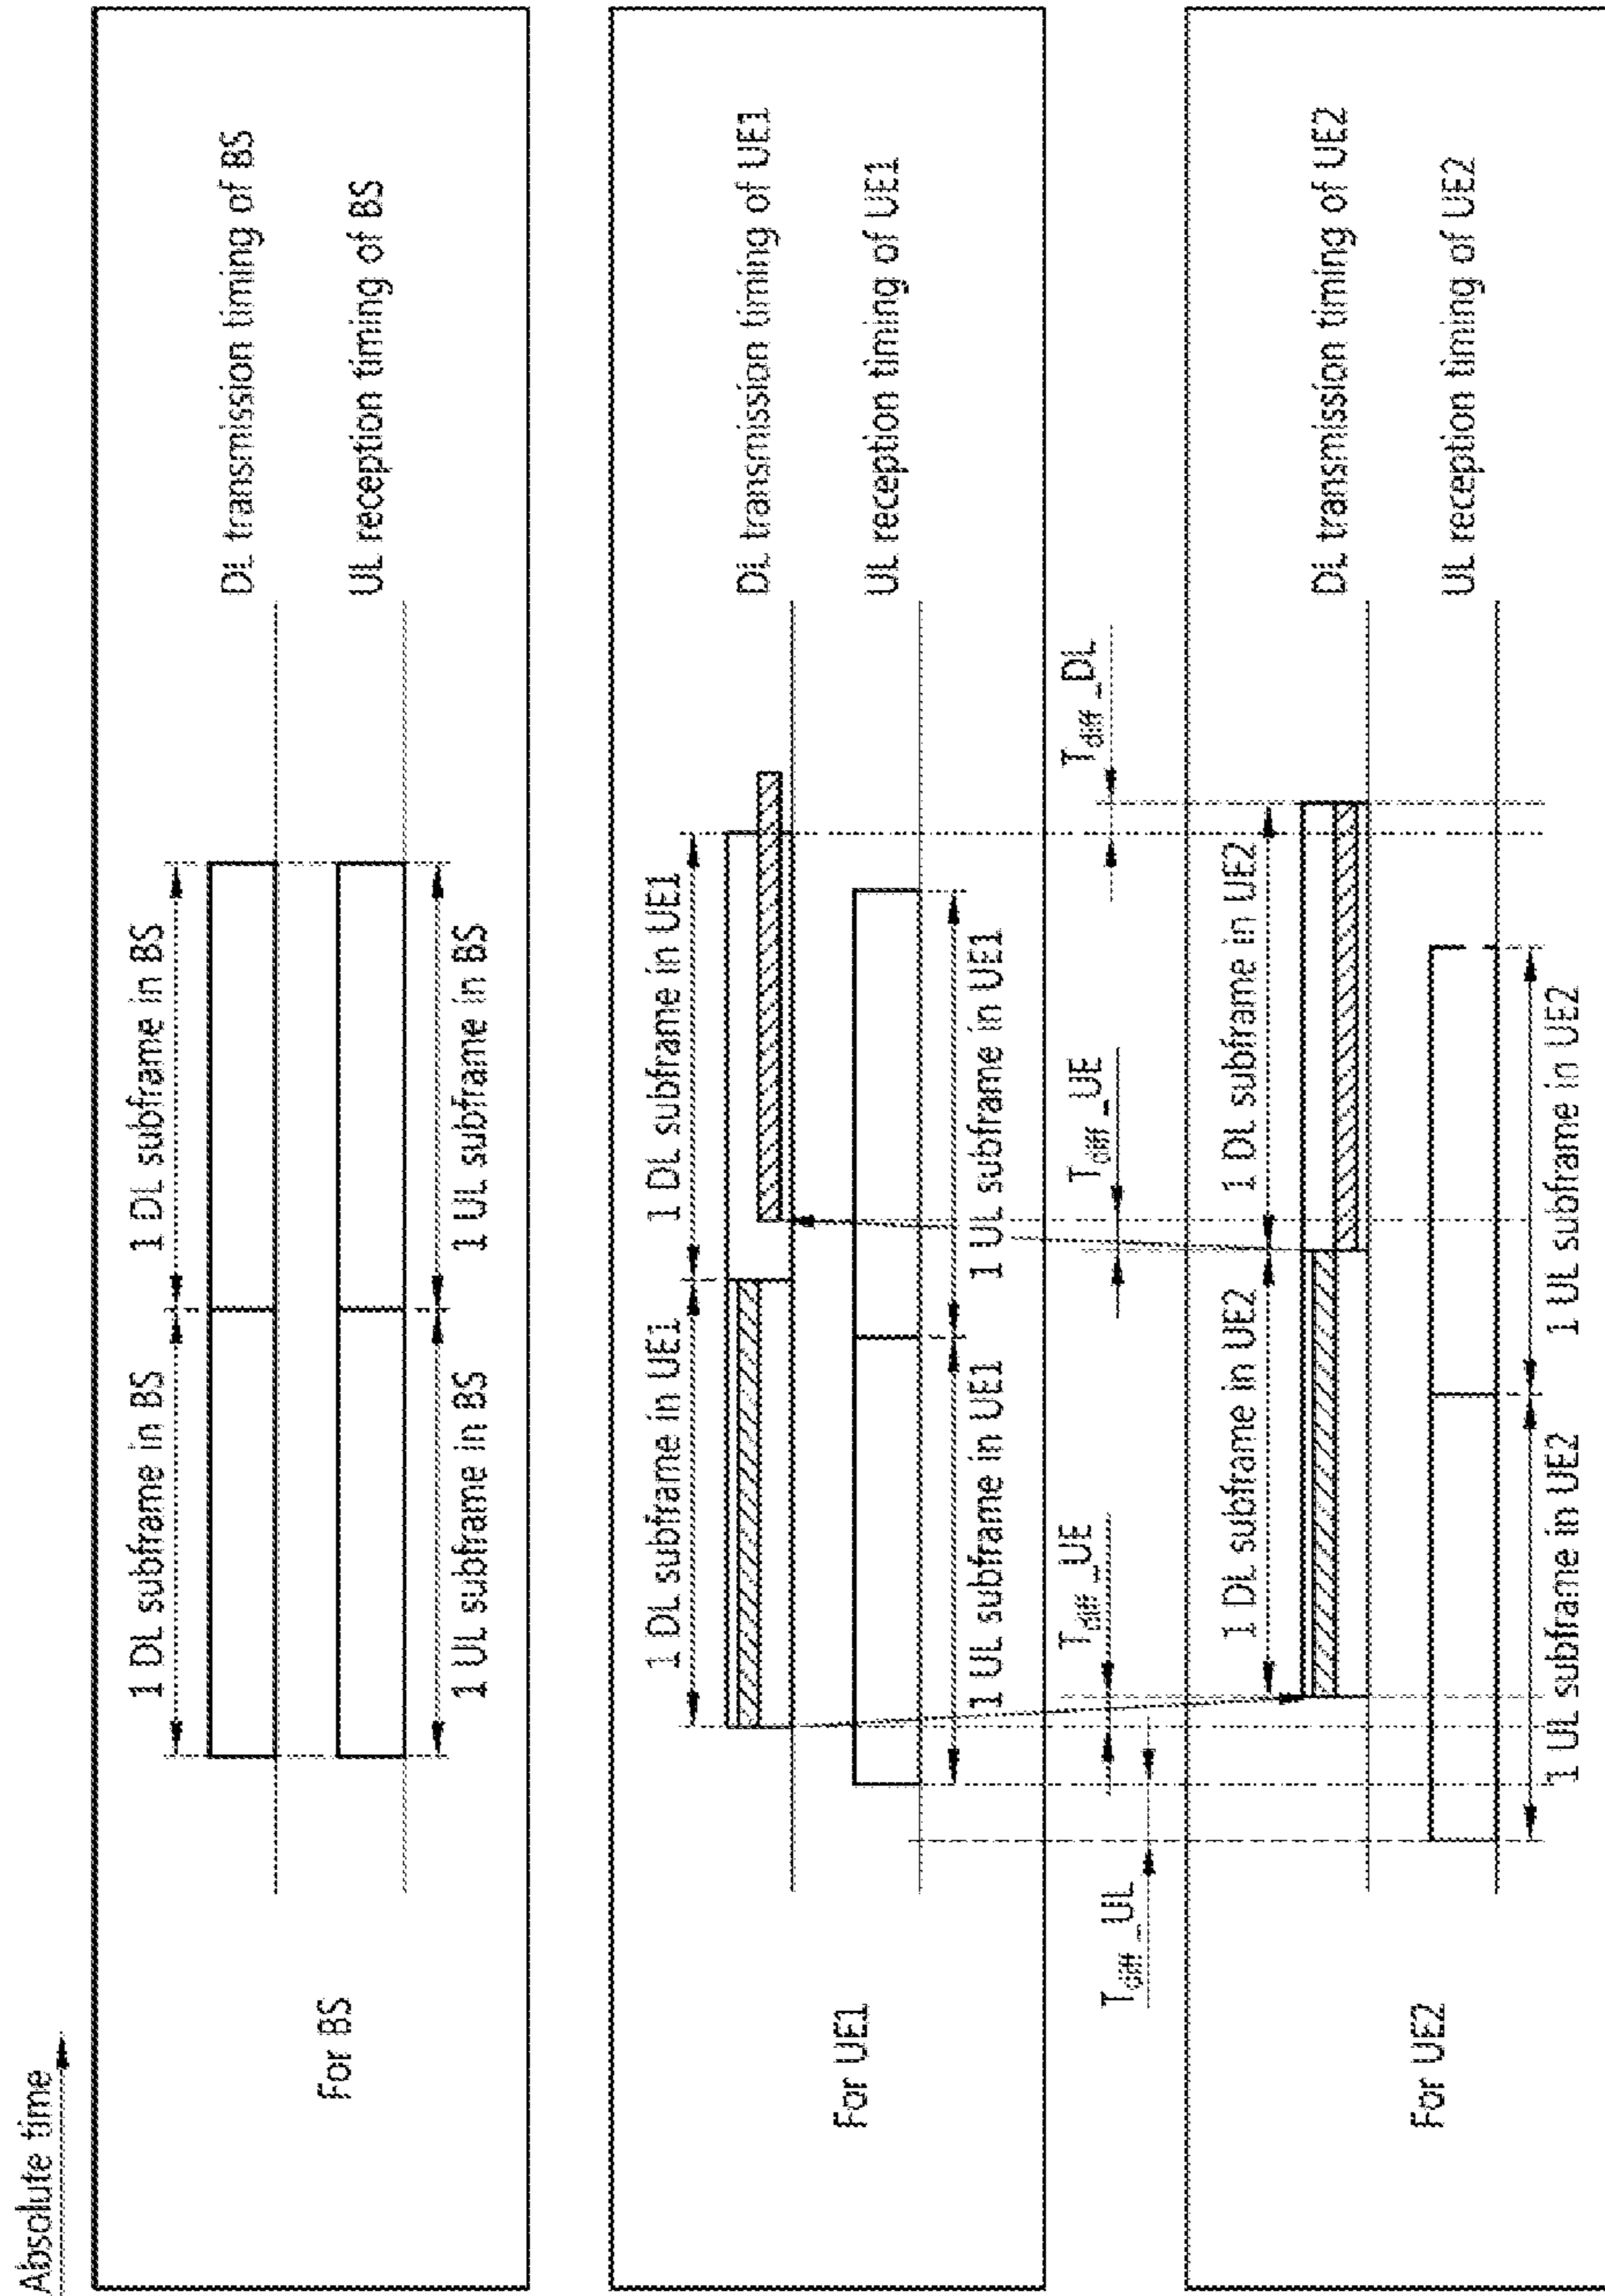 Absolute time
1 DL subframe in BS
1 DL subframe in BS
DL transmission timing of BS
For BS
UL reception timing of BS
1 UL subframe in BS
1 UL subframe in BS
1 DL subframe in UE1
1 DL subframe in UE1
DL transmission timing of UE1
For UE1
UL reception timing of UE1
1 UL subframe in UE1
1 UL subframe in UE1
Tdiff_UL
Tdiff_UE
Tdiff_UE
Tdiff_DL
1 DL subframe in UE2
1 DL subframe in UE2
DL transmission timing of UE2
For UE2
UL reception timing of UE2
1 UL subframe in UE2
1 UL subframe in UE2